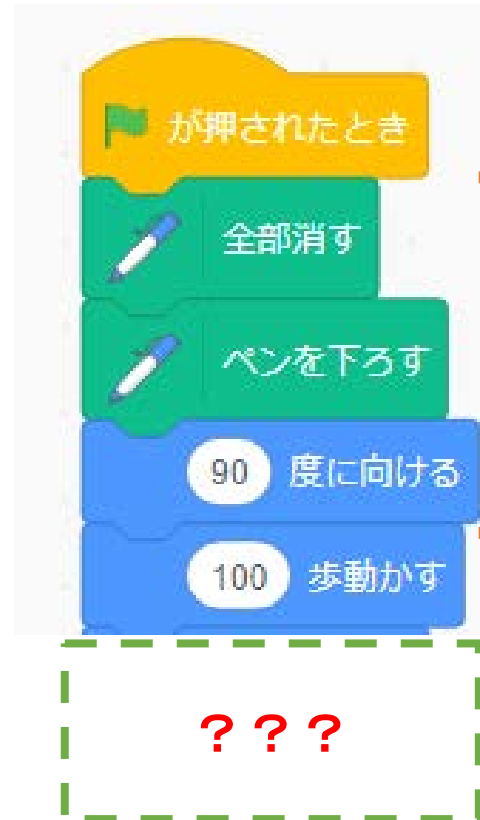 が押されたとき
全部消す
ペンを下ろす
90 度に向ける
100 歩動かす
？？？